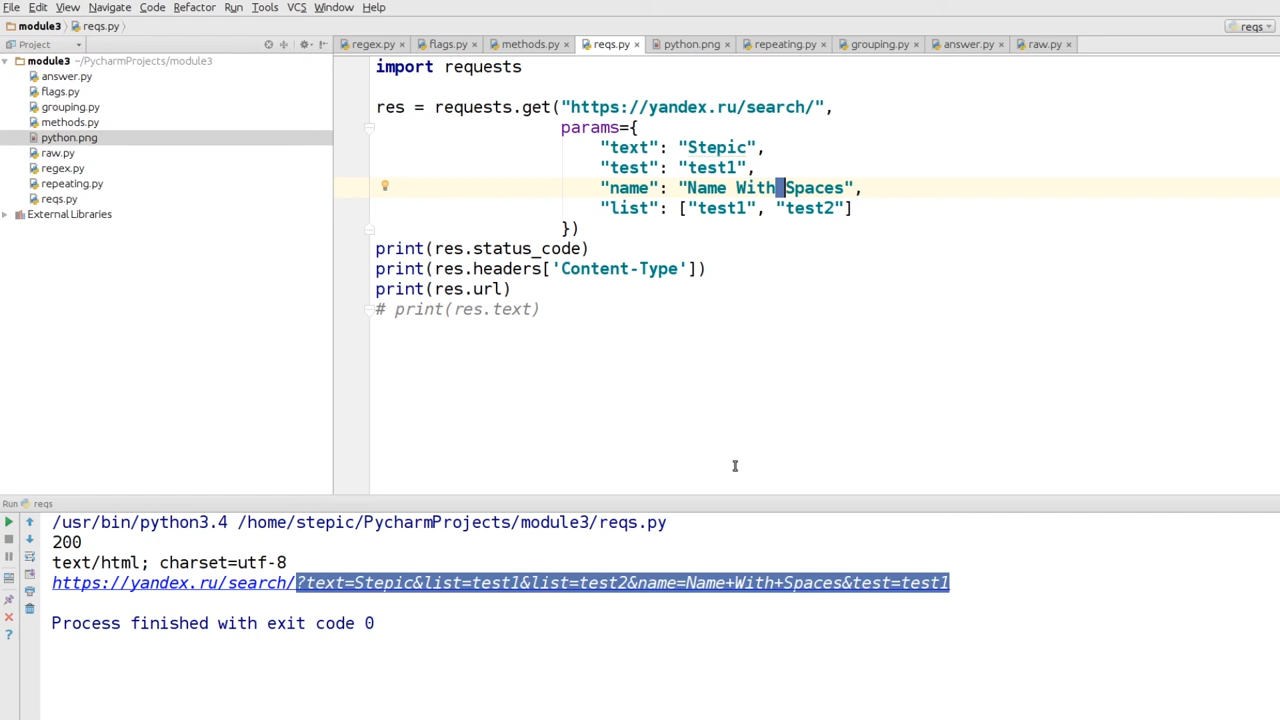 File Edit View Navigate Code Refactor Run Tools VCS Window Help
module3 reqs.py reqs
Project regex.py flags.py methods.py reqs.py python.png repeating.py grouping.py answer.py raw.py
module3 ~/PycharmProjects/module3
answer.py
flags.py
grouping.py
methods.py
python.png
raw.py
regex.py
repeating.py
reqs.py
External Libraries
import requests
res = requests.get("https://yandex.ru/search/",
params={
"text": "Stepic",
"test": "test1",
"name": "Name With Spaces",
"list": ["test1", "test2"]
})
print(res.status_code)
print(res.headers['Content-Type'])
print(res.url)
# print(res.text)
Run reqs
/usr/bin/python3.4 /home/stepic/PycharmProjects/module3/reqs.py
200
text/html; charset=utf-8
https://yandex.ru/search/?text=Stepic&list=test1&list=test2&name=Name+With+Spaces&test=test1
Process finished with exit code 0